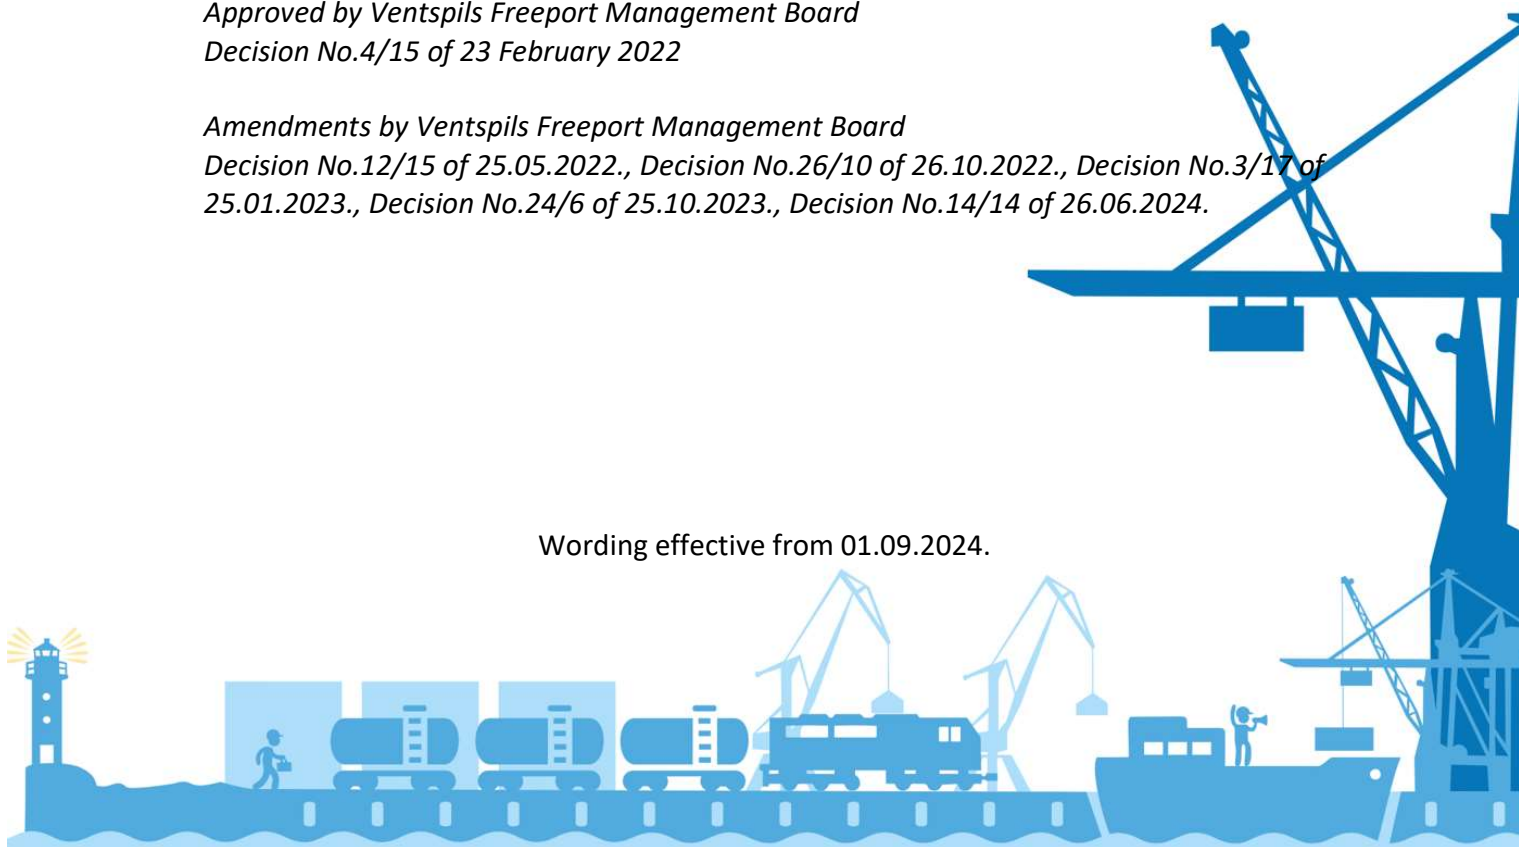 Approved by Ventspils Freeport Management Board
Decision No.4/15 of 23 February 2022
Amendments by Ventspils Freeport Management Board
Decision No.12/15 of 25.05.2022., Decision No.26/10 of 26.10.2022., Decision No.3/17 of
25.01.2023., Decision No.24/6 of 25.10.2023., Decision No.14/14 of 26.06.2024.
Wording effective from 01.09.2024.